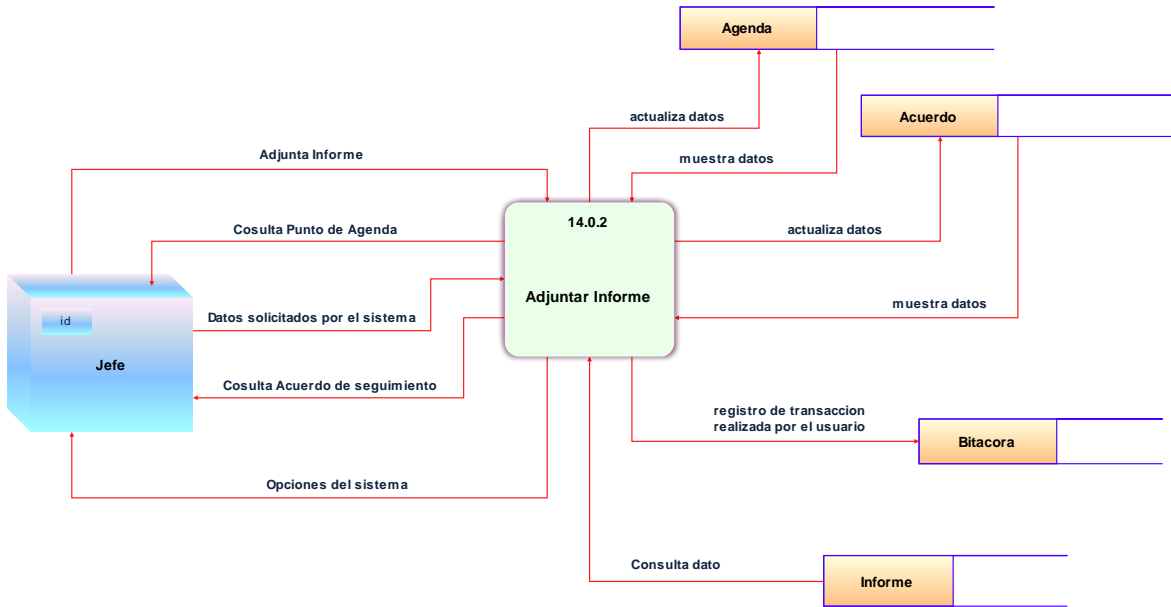 Agenda
Acuerdo
actualiza datos
muestra datos
Adjunta Informe
14.0.2
Cosulta Punto de Agenda
actualiza datos
Adjuntar Informe
muestra datos
id
Datos solicitados por el sistema
Jefe
Cosulta Acuerdo de seguimiento
registro de transaccion
realizada por el usuario
Bitacora
Opciones del sistema
Consulta dato
Informe